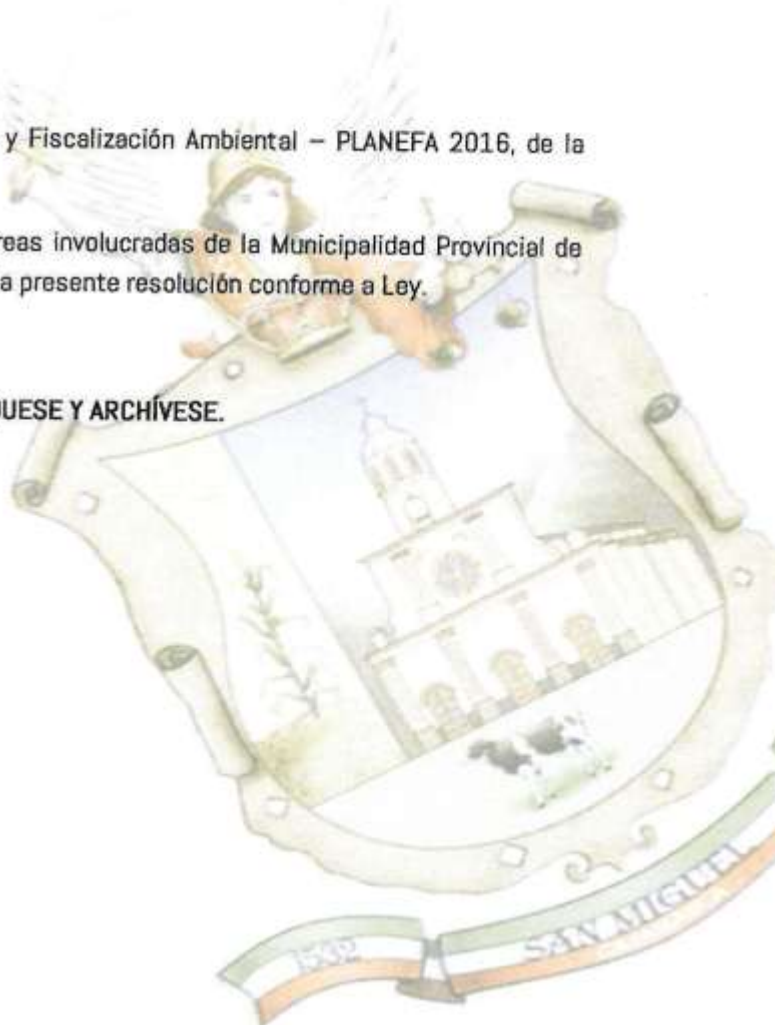 y Fiscalización Ambiental – PLANEFA 2016, de la
reas involucradas de la Municipalidad Provincial de
a presente resolución conforme a Ley.
UESE Y ARCHÍVESE.
1532
SAN MIGUEL